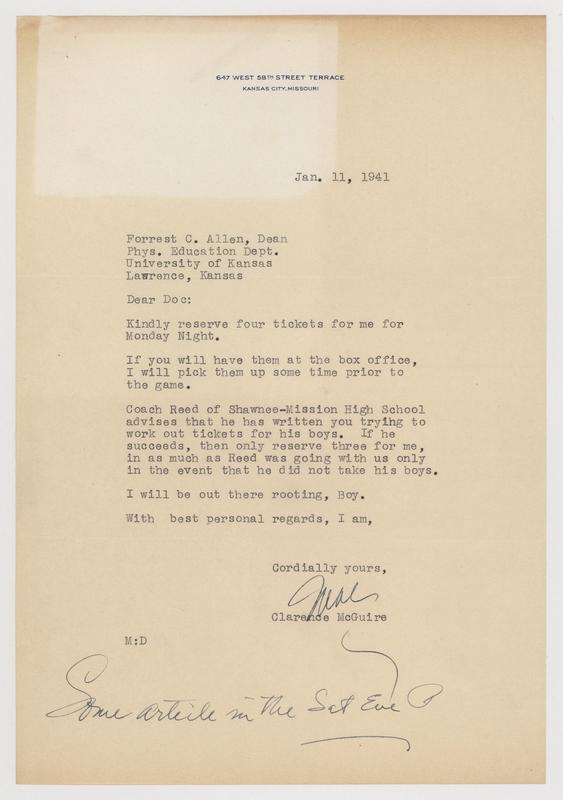 647 WEST 58TH STREET TERRACE
KANSAS CITY, MISSOURI
Jan. 11, 1941
Forrest C. Allen, Dean
Phys. Education Dept.
University of Kansas
Lawrence, Kansas
Dear Doc:
Kindly reserve four tickets for me for
Monday Night.
If you will have them at the box office,
I will pick them up some time prior to
the game.
Coach Reed of Shawnee-Mission High School
advises that he has written you trying to
work out tickets for his boys.  If he
succeeds, then only reserve three for me,
in as much as Reed was going with us only
in the event that he did not take his boys.
I will be out there rooting, Boy.
With  best personal regards, I am,
Cordially yours,
Clarence McGuire
M:D
Some article in the Sat Eve P